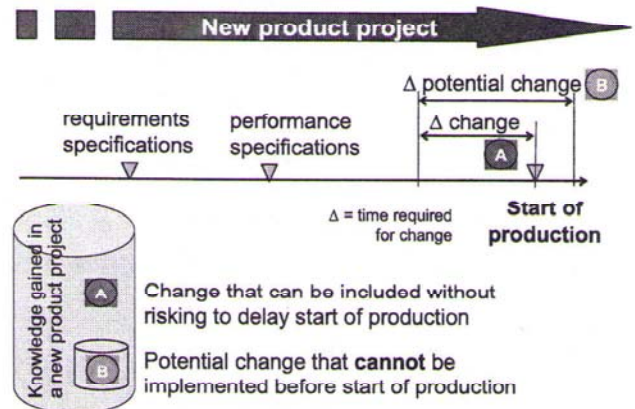 New product project
Δ potential change B
requirements
specifications
performance
specifications
Δ change
A
Δ = time required
for change
Start of
production
Knowledge gained in
a new product project
A
Change that can be included without
risking to delay start of production
B
Potential change that cannot be
implemented before start of production